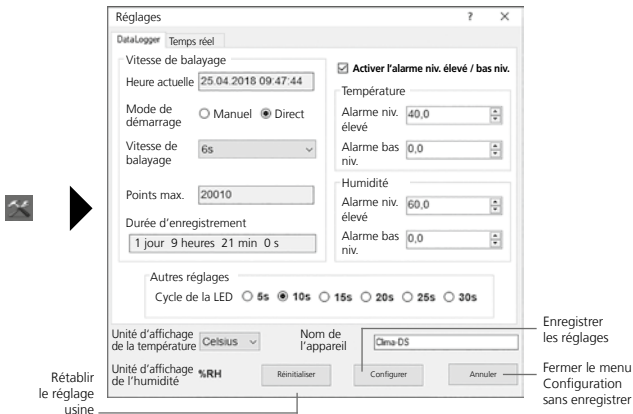 Réglages
? ×
DataLogger Temps réel
Vitesse de balayage
Heure actuelle 25.04.2018 09:47:44
Mode de
démarrage
Manuel Direct
Vitesse de
balayage
6s
Points max. 20010
Durée d'enregistrement
1 jour 9 heures 21 min 0 s
Activer l'alarme niv. élevé / bas niv.
Température
Alarme niv.
élevé
40,0
Alarme bas
niv.
0,0
Humidité
Alarme niv.
élevé
60,0
Alarme bas
niv.
0,0
Autres réglages
Cycle de la LED 5s 10s 15s 20s 25s 30s
Unité d'affichage
de la température
Celsius
Nom de
l'appareil
Clima-DS
Unité d'affichage
de l'humidité
%RH
Réinitialiser
Configurer
Annuler
Enregistrer
les réglages
Fermer le menu
Configuration
sans enregistrer
Rétablir
le réglage
usine